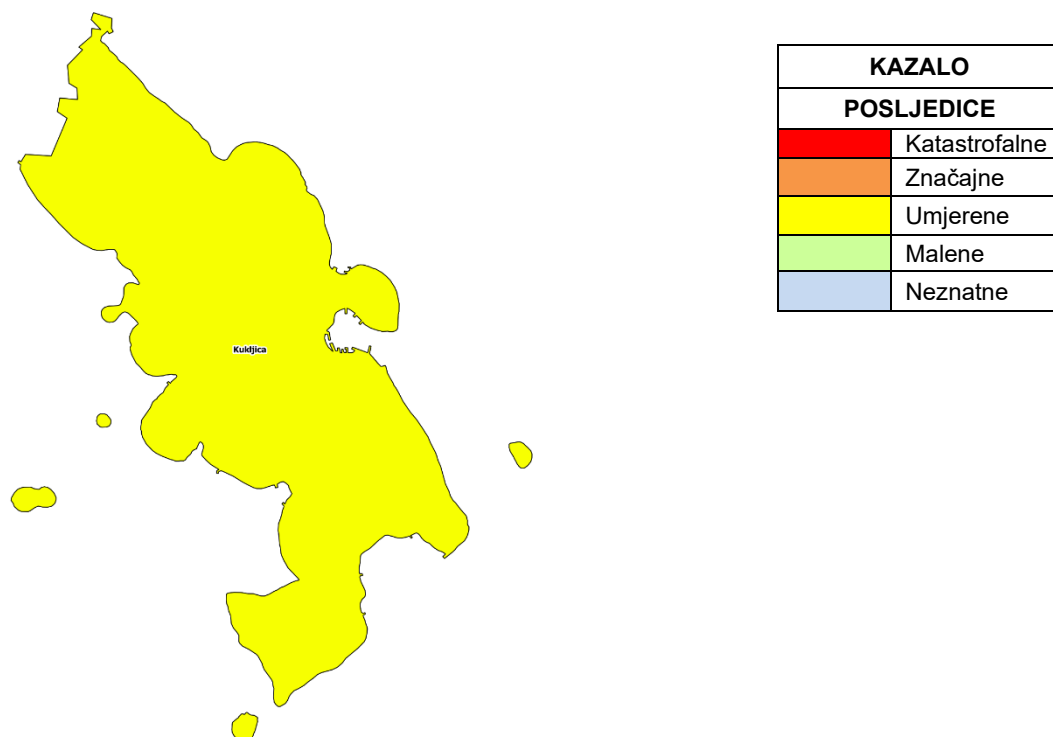 KAZALO
POSLJEDICE
Katastrofalne
Značajne
Umjerene
Malene
Neznatne
Kukljica